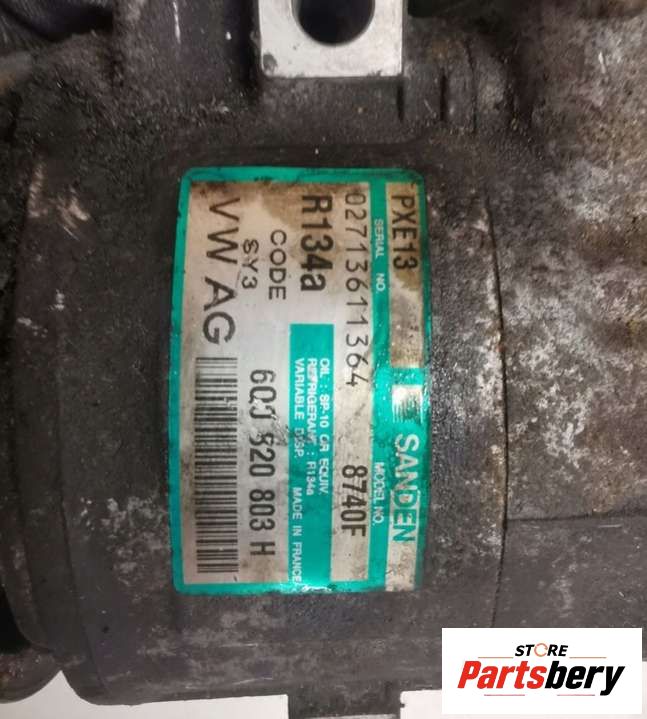 PXE13
SANDEN
SERIAL NO.
MODEL NO.
02713611364
8740F
R134a
OIL : SP-10 OR EQUIV.
REFRIGERANT : R134a
VARIABLE DISP. MADE IN FRANCE
CODE
SY3
VW AG
820 803 H
STORE
Partsbery